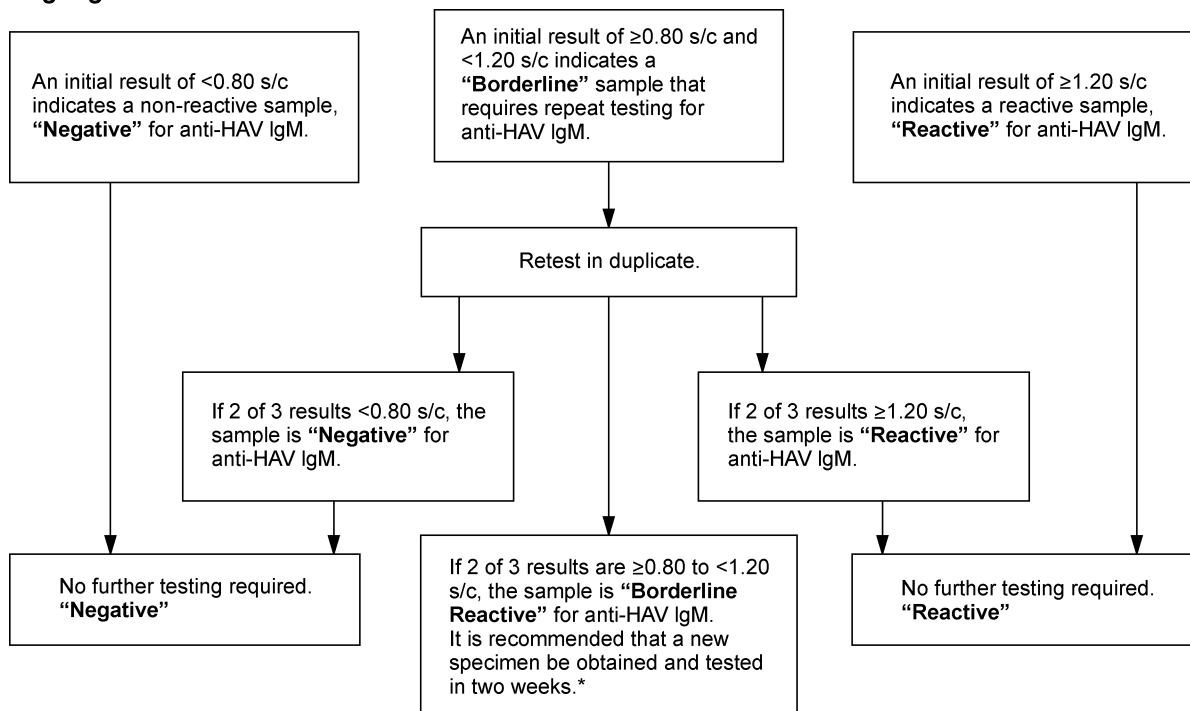 An initial result of <0.80 s/c
indicates a non-reactive sample,
“Negative” for anti-HAV IgM.
An initial result of ≥0.80 s/c and
<1.20 s/c indicates a
“Borderline” sample that
requires repeat testing for
anti-HAV IgM.
An initial result of ≥1.20 s/c
indicates a reactive sample,
“Reactive” for anti-HAV IgM.
Retest in duplicate.
If 2 of 3 results <0.80 s/c, the
sample is “Negative” for
anti-HAV IgM.
If 2 of 3 results ≥1.20 s/c,
the sample is “Reactive” for
anti-HAV IgM.
No further testing required.
“Negative”
If 2 of 3 results are ≥0.80 to <1.20
s/c, the sample is “Borderline
Reactive” for anti-HAV IgM.
It is recommended that a new
specimen be obtained and tested
in two weeks.*
No further testing required.
“Reactive”